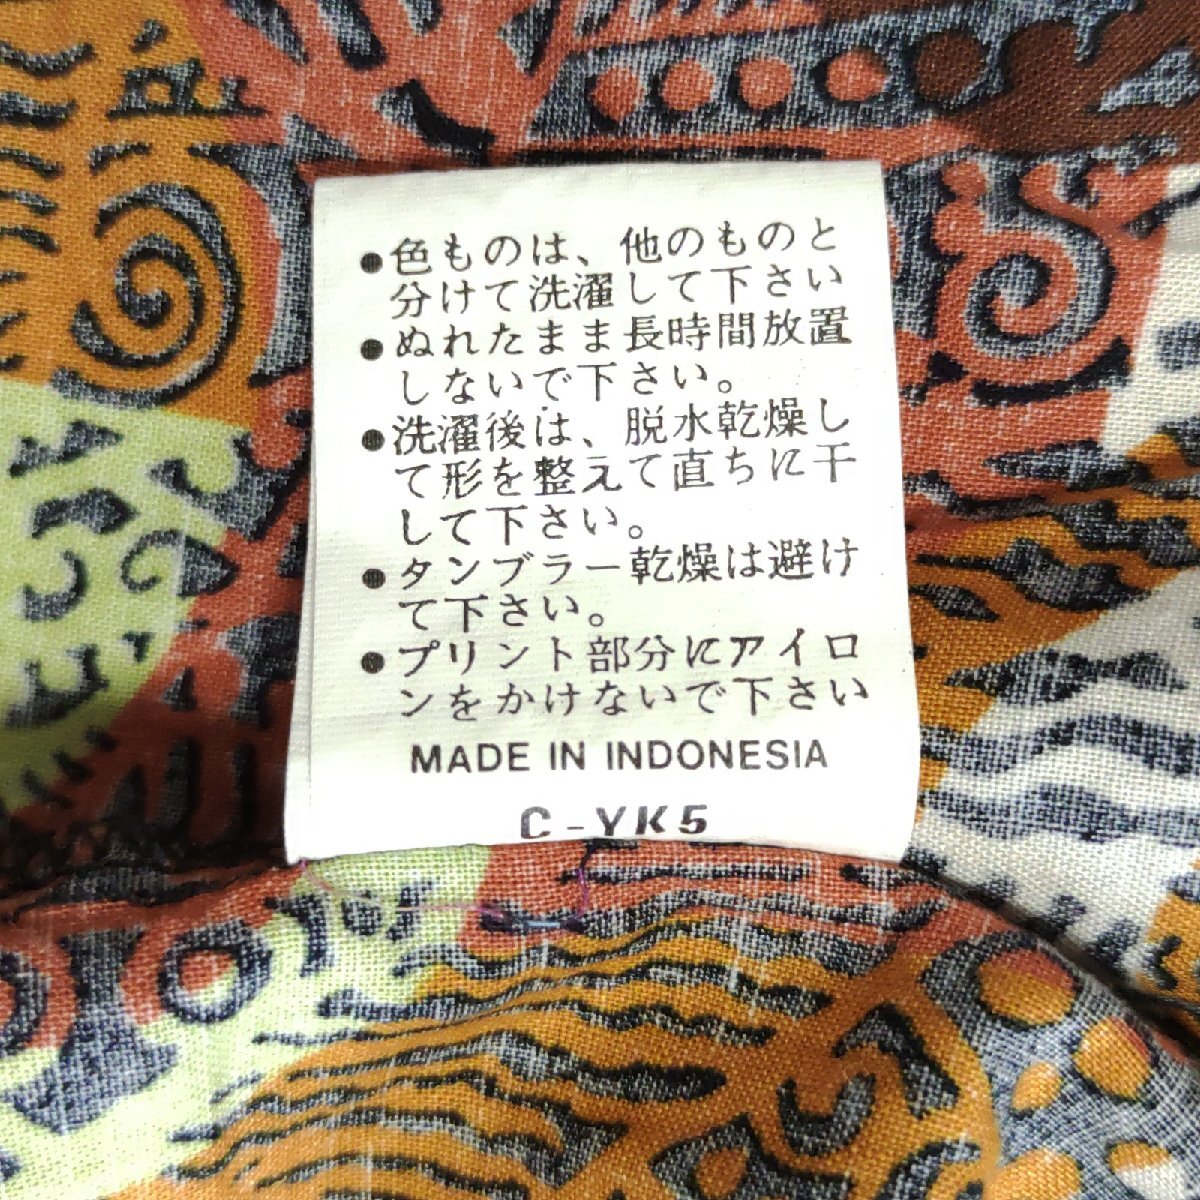 ●色ものは、他のものと
分けて洗濯して下さい
●ぬれたまま長時間放置
しないで下さい。
●洗濯後は、脱水乾燥し
て形を整えて直ちに干
して下さい。
●タンブラー乾燥は避け
て下さい。
●プリント部分にアイロ
ンをかけないで下さい
MADE IN INDONESIA
C-YK5